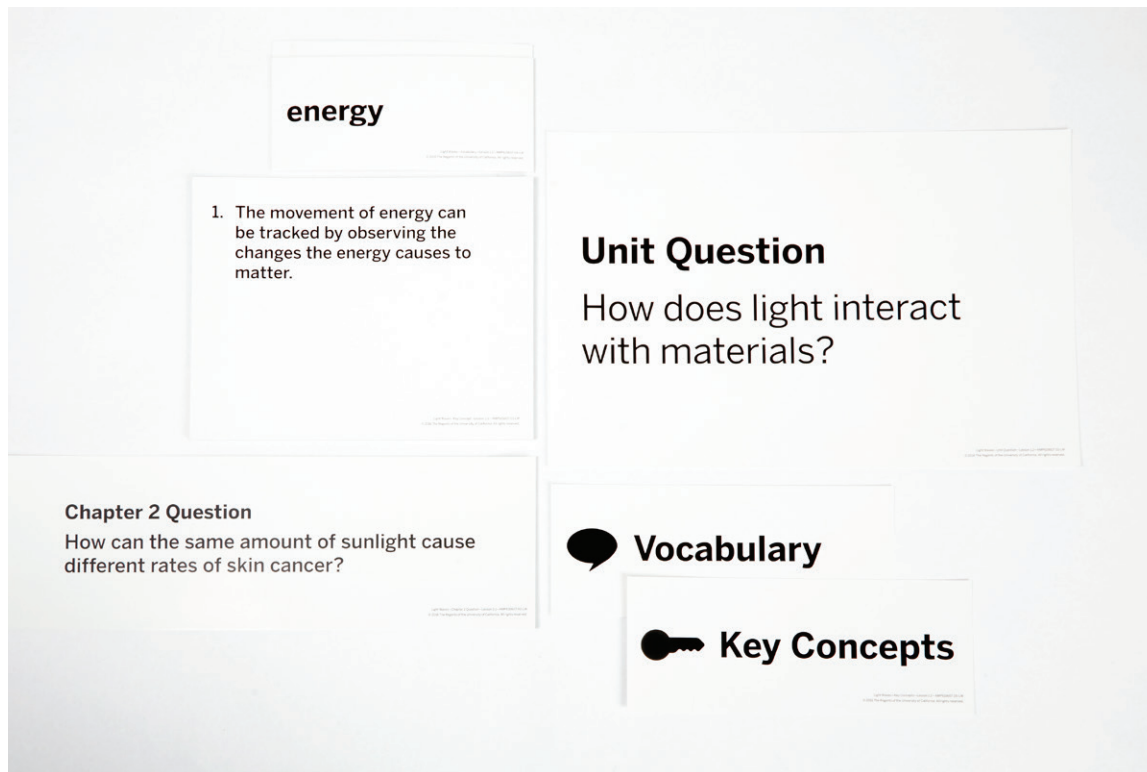 energy
1. The movement of energy can
be tracked by observing the
changes the energy causes to
matter.
Unit Question
How does light interact
with materials?
Chapter 2 Question
How can the same amount of sunlight cause
different rates of skin cancer?
Vocabulary
Key Concepts